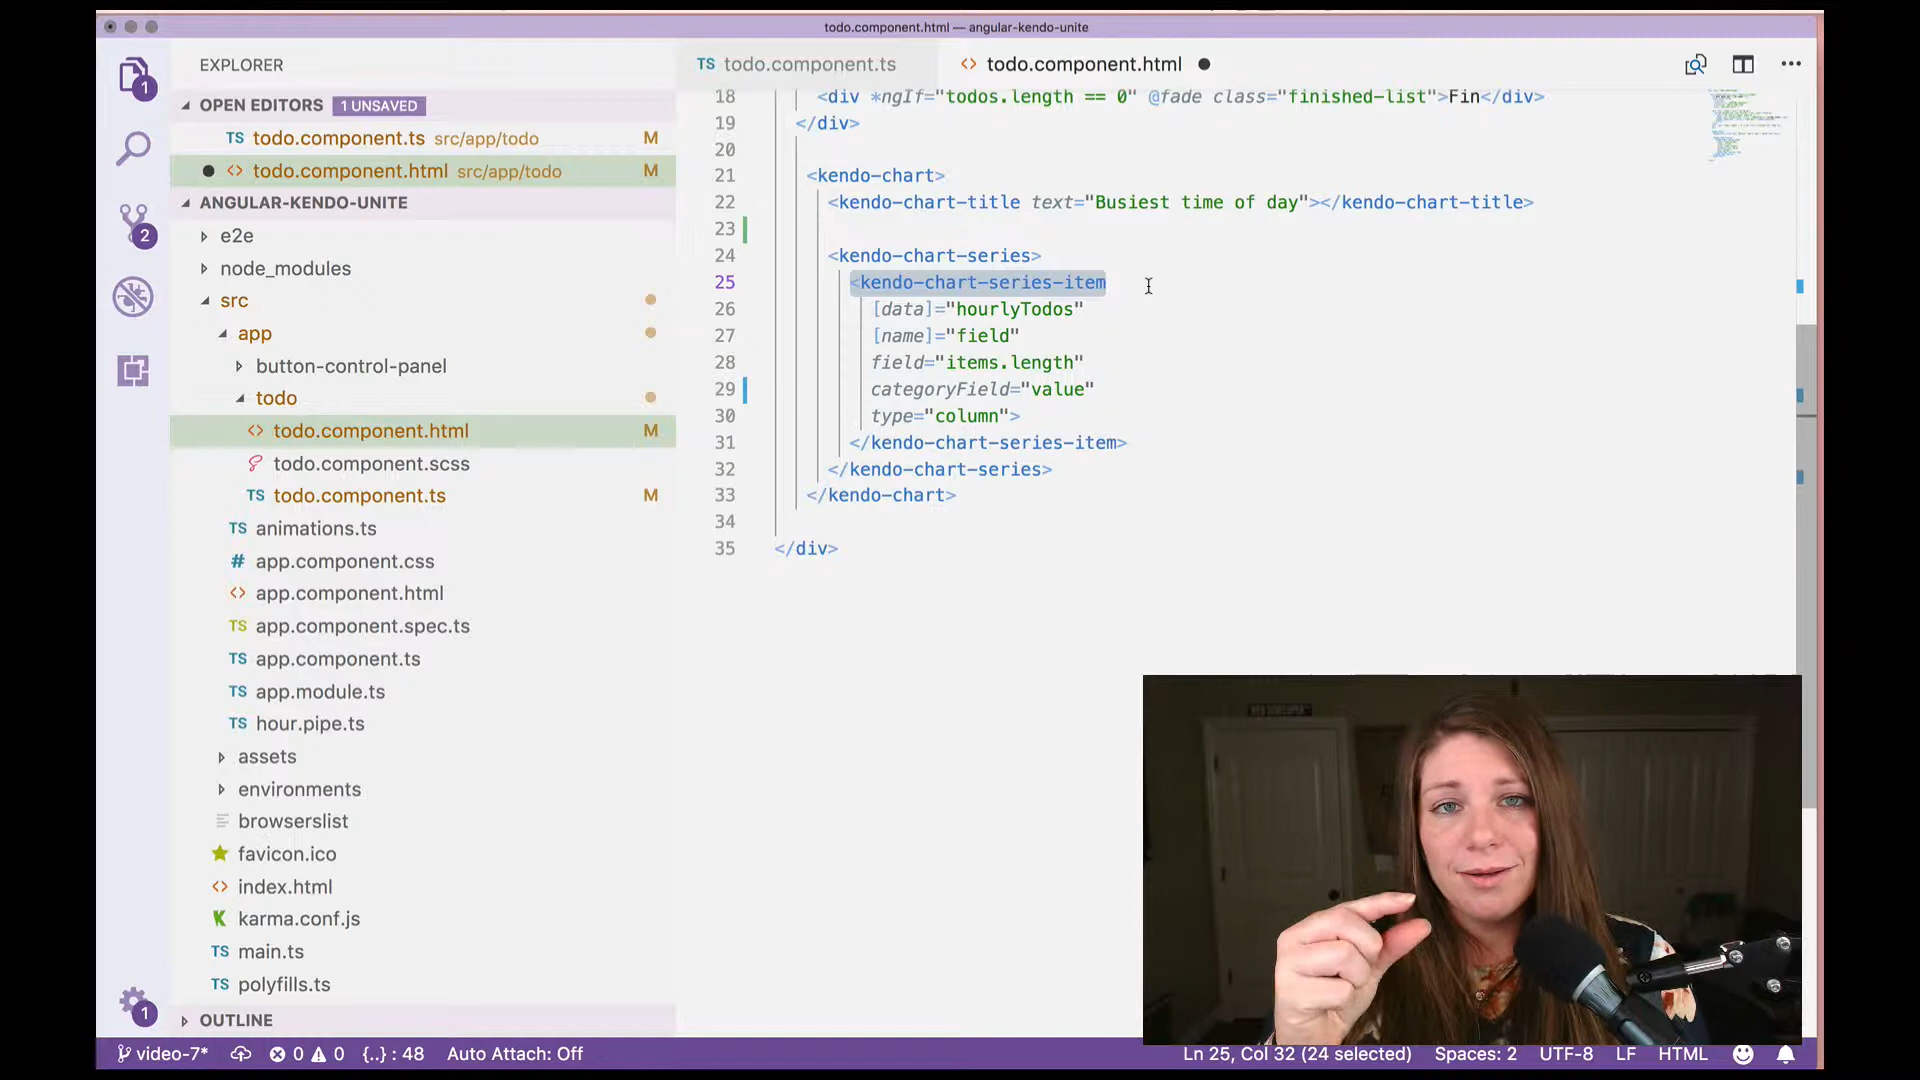 todo.component.html — angular-kendo-unite
EXPLORER
OPEN EDITORS 1 UNSAVED
TS todo.component.ts src/app/todo M
<> todo.component.html src/app/todo M
ANGULAR-KENDO-UNITE
e2e
node_modules
src
app
button-control-panel
todo
<> todo.component.html M
todo.component.scss
TS todo.component.ts M
TS animations.ts
# app.component.css
<> app.component.html
TS app.component.spec.ts
TS app.component.ts
TS app.module.ts
TS hour.pipe.ts
assets
environments
browserslist
favicon.ico
<> index.html
K karma.conf.js
TS main.ts
TS polyfills.ts
OUTLINE
1
2
1
TS todo.component.ts
<> todo.component.html
18 <div *ngIf="todos.length == 0" @fade class="finished-list">Fin</div>
19 </div>
20
21 <kendo-chart>
22 <kendo-chart-title text="Busiest time of day"></kendo-chart-title>
23
24 <kendo-chart-series>
25 <kendo-chart-series-item
26 [data]="hourlyTodos"
27 [name]="field"
28 field="items.length"
29 categoryField="value"
30 type="column">
31 </kendo-chart-series-item>
32 </kendo-chart-series>
33 </kendo-chart>
34
35 </div>
video-7* 0 0 {..} : 48 Auto Attach: Off Ln 25, Col 32 (24 selected) Spaces: 2 UTF-8 LF HTML